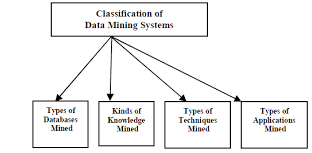 Classification of
Data Mining Systems
Types of
Databases
Mined
Kinds of
Knowledge
Mined
Types of
Techniques
Mined
Types of
Applications
Mined